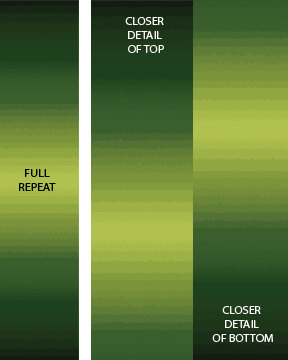 FULL
REPEAT
CLOSER
DETAIL
OF TOP
CLOSER
DETAIL
OF BOTTOM